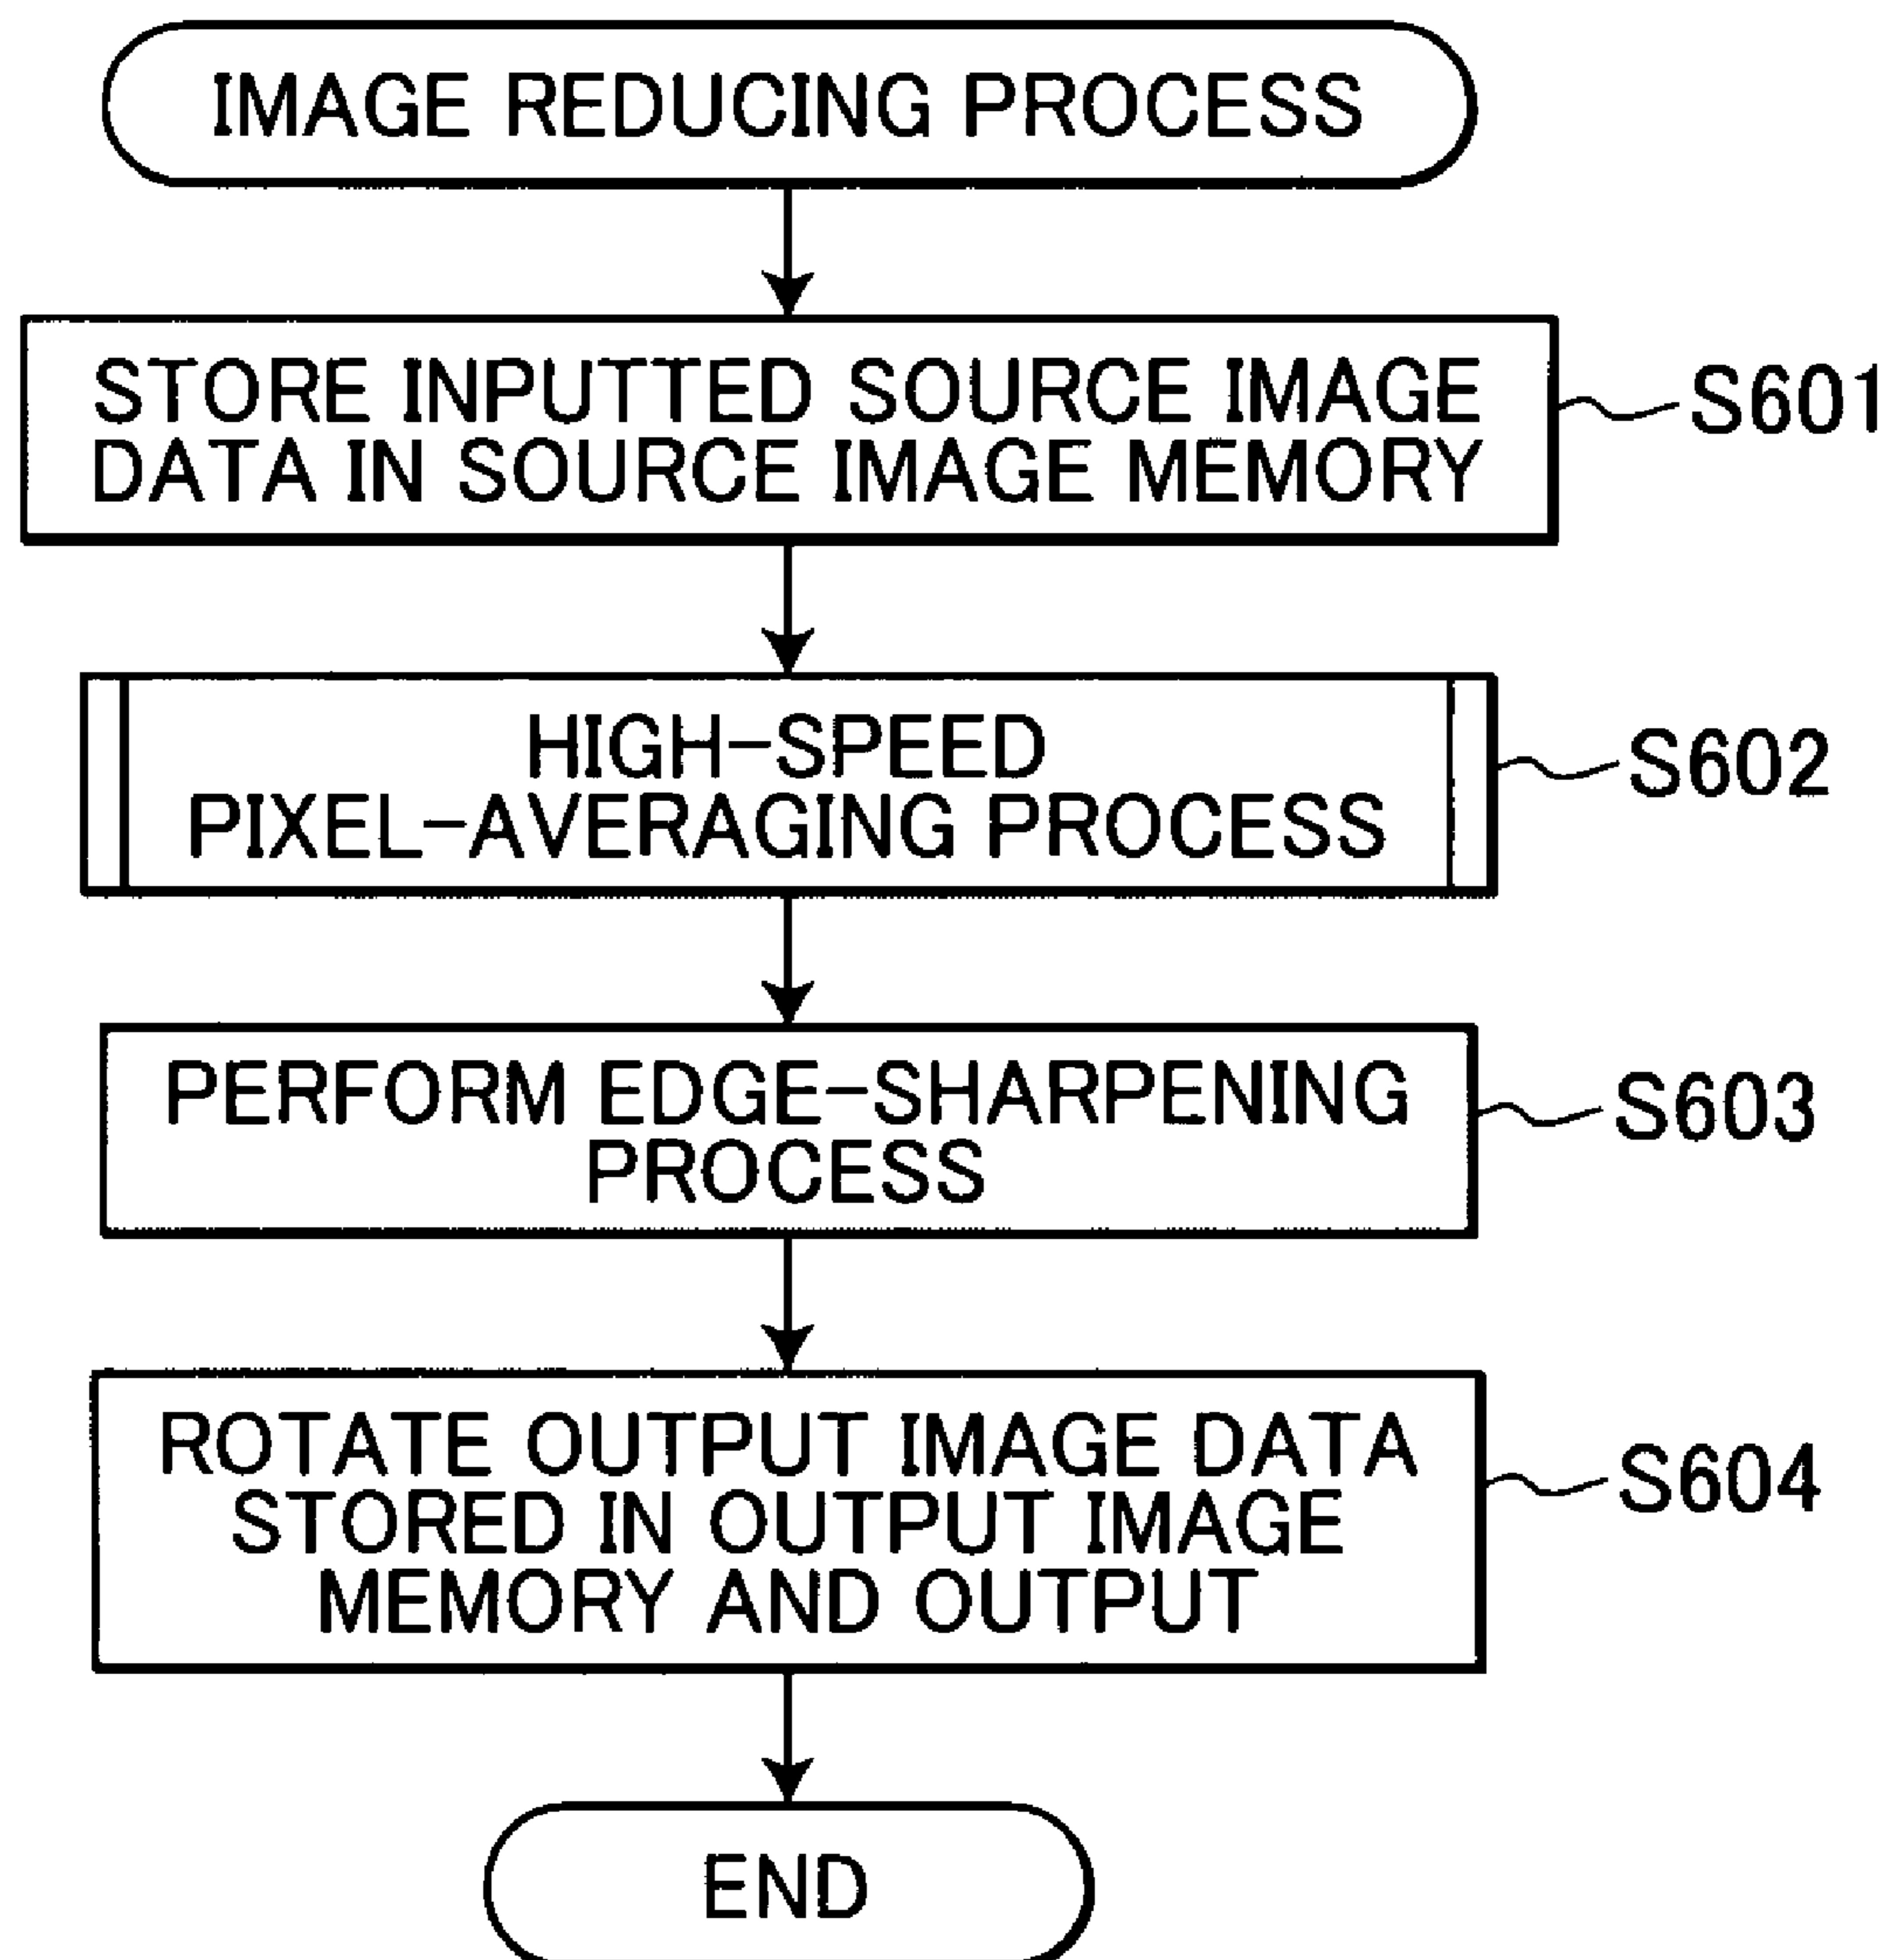 IMAGE REDUCING PROCESS
STORE INPUTTED SOURCE IMAGE
DATA IN SOURCE IMAGE MEMORY
S601
HIGH-SPEED
PIXEL-AVERAGING PROCESS
S602
PERFORM EDGE-SHARPENING
PROCESS
S603
ROTATE OUTPUT IMAGE DATA
STORED IN OUTPUT IMAGE
MEMORY AND OUTPUT
S604
END